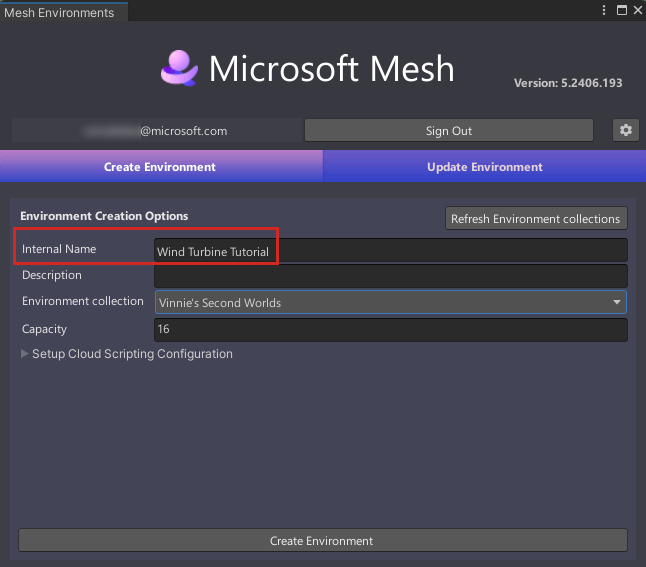 Mesh Environments
Microsoft Mesh
Version: 5.2406.193
@microsoft.com
Sign Out
Create Environment
Update Environment
Environment Creation Options
Refresh Environment collections
Internal Name
Wind Turbine Tutorial
Description
Environment collection
Vinnie's Second Worlds
Capacity
16
Setup Cloud Scripting Configuration
Create Environment